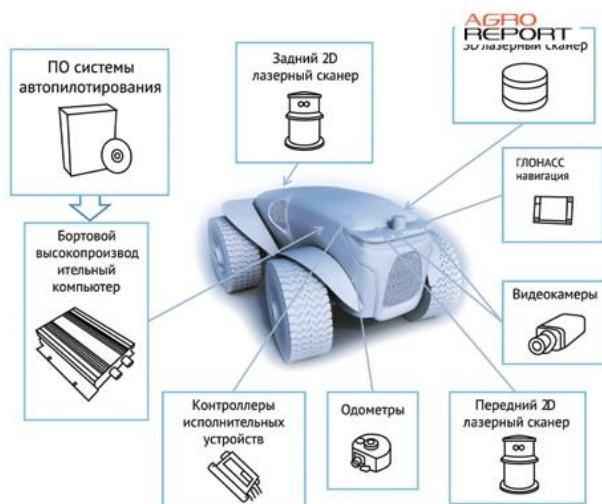 AGRO
REPORT
ПО системы
автопилотирования
Задний 2D
лазерный сканер
3D лазерный сканер
ГЛОНАСС
навигация
Бортовой
высокопроизвод
ительный
компьютер
Видеокамеры
Контроллеры
исполнительных
устройств
Одометры
Передний 2D
лазерный сканер